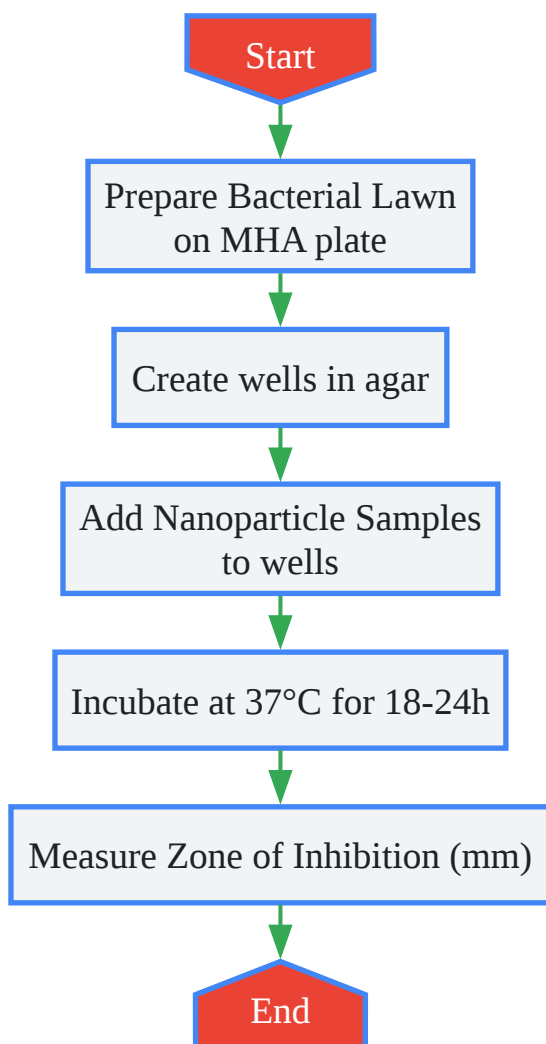 Start
Prepare Bacterial Lawn
on MHA plate
Create wells in agar
Add Nanoparticle Samples
to wells
Incubate at 37°C for 18-24h
Measure Zone of Inhibition (mm)
End